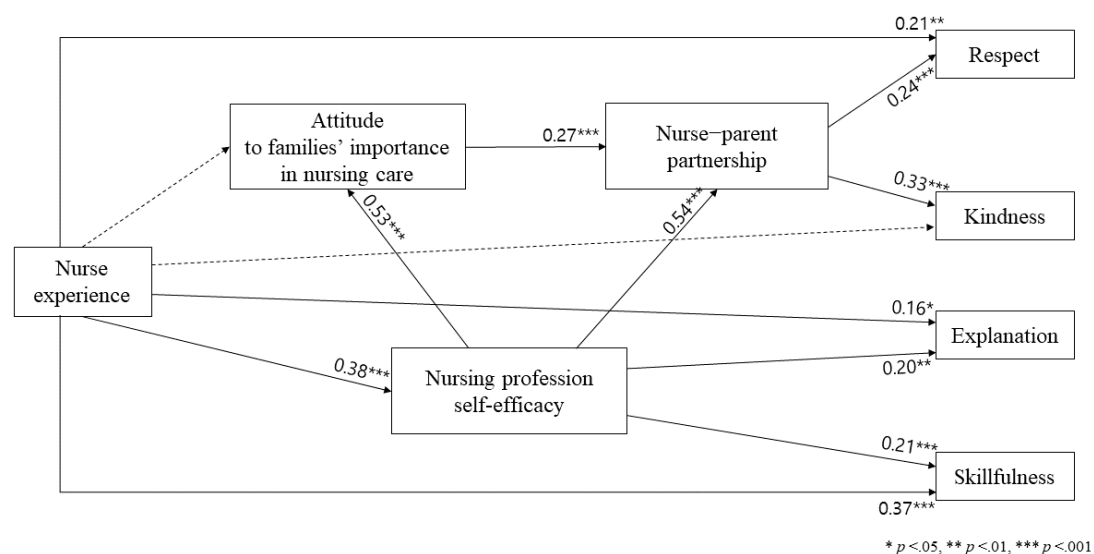 0.21**
Respect
0.24***
Attitude
to families’ importance
in nursing care
0.27***
Nurse−parent
partnership
0.33***
Kindness
0.53***
0.54***
Nurse
experience
0.16*
Explanation
0.20**
0.38***
Nursing profession
self-efficacy
0.21***
Skillfulness
0.37***
* p <.05, ** p <.01, *** p <.001